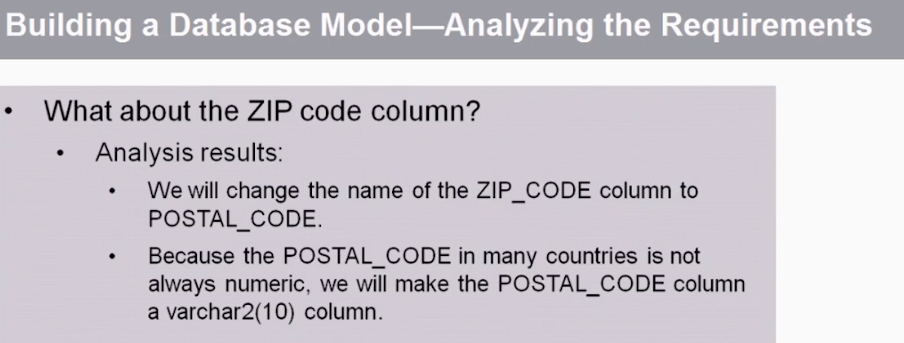 Building a Database Model—Analyzing the Requirements
• What about the ZIP code column?
• Analysis results:
• We will change the name of the ZIP_CODE column to
POSTAL_CODE.
• Because the POSTAL_CODE in many countries is not
always numeric, we will make the POSTAL_CODE column
a varchar2(10) column.